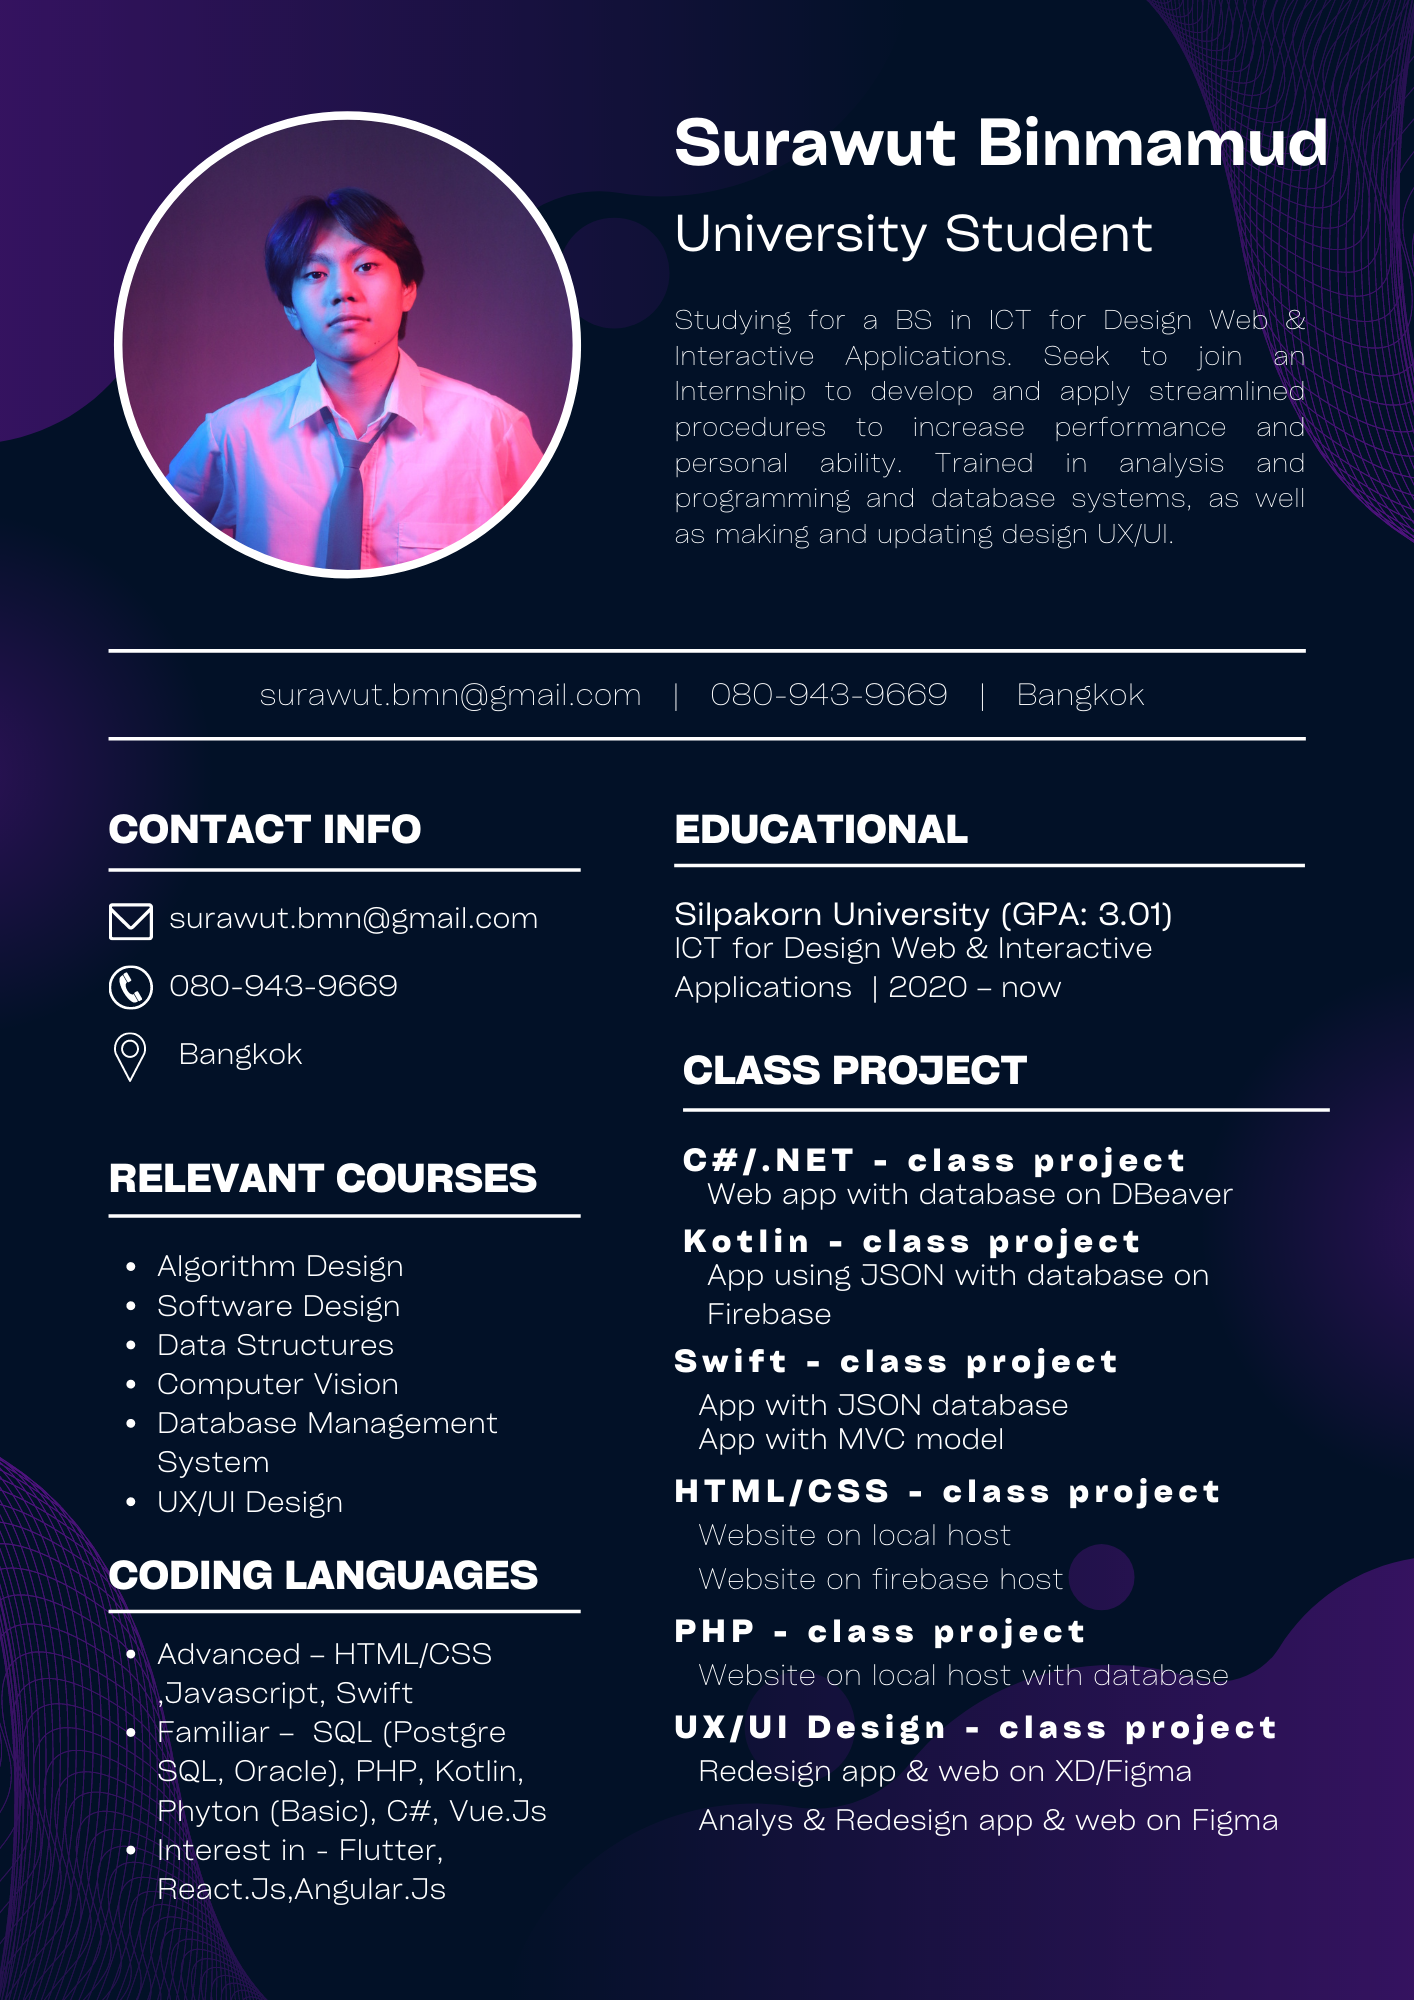 Surawut Binmamud
University Student
Studying for a BS in ICT for Design Web &
Interactive Applications. Seek to join an
Internship to develop and apply streamlined
procedures to increase performance and
personal ability. Trained in analysis and
programming and database systems, as well
as making and updating design UX/UI.
surawut.bmn@gmail.com | 080-943-9669 | Bangkok
CONTACT INFO
surawut.bmn@gmail.com
080-943-9669
Bangkok
RELEVANT COURSES
• Algorithm Design
• Software Design
• Data Structures
• Computer Vision
• Database Management
System
• UX/UI Design
CODING LANGUAGES
• Advanced – HTML/CSS
,Javascript, Swift
• Familiar – SQL (Postgre
SQL, Oracle), PHP, Kotlin,
Phyton (Basic), C#, Vue.Js
• Interest in - Flutter,
React.Js,Angular.Js
EDUCATIONAL
Silpakorn University (GPA: 3.01)
ICT for Design Web & Interactive
Applications | 2020 – now
CLASS PROJECT
C#/.NET - class project
Web app with database on DBeaver
Kotlin - class project
App using JSON with database on
Firebase
Swift - class project
App with JSON database
App with MVC model
HTML/CSS - class project
Website on local host
Website on firebase host
PHP - class project
Website on local host with database
UX/UI Design - class project
Redesign app & web on XD/Figma
Analys & Redesign app & web on Figma